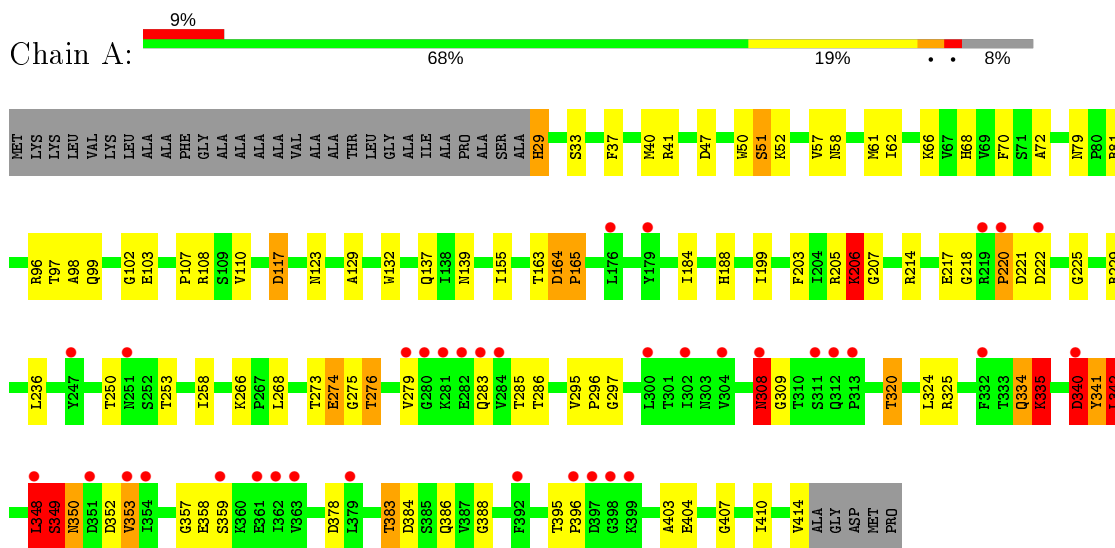 9%
Chain A:
68% 19% • • 8%
MET LYS LYS LEU VAL LYS LEU ALA ALA PHE GLY ALA ALA ALA ALA VAL ALA ALA THR LEU GLY ALA ILE ALA PRO ALA SER ALA H29 S33 F37 M40 R41 D47 W50 S51 K52 V57 N58 M61 I62 K66 V67 H68 V69 F70 S71 A72 N79 P80 R81
R96 T97 A98 Q99 G102 E103 P107 R108 S109 V110 D117 N123 A129 W132 Q137 I138 N139 I155 T163 D164 P165 L176 Y179 I184 H188 I199 F203 I204 R205 K206 G207 R214 E217 G218 R219 P220 D221 D222 G225
L236 Y247 T250 N251 S252 T253 I258 K266 P267 L268 T273 E274 G275 T276 V279 G280 K281 E282 Q283 V284 T285 T286 V295 P296 G297 L300 T301 I302 N303 V304 N308 G309 T310 S311 Q312 P313 T320 L324 R325 F332 T333 Q334 K335 D340 Y341 L342
L348 S349 N350 D351 D352 V353 I354 G357 E358 S359 K360 E361 I362 V363 D378 L379 T383 D384 S385 Q386 V387 G388 F392 T395 P396 D397 G398 K399 A403 E404 G407 I410 V414 ALA GLY ASP MET PRO